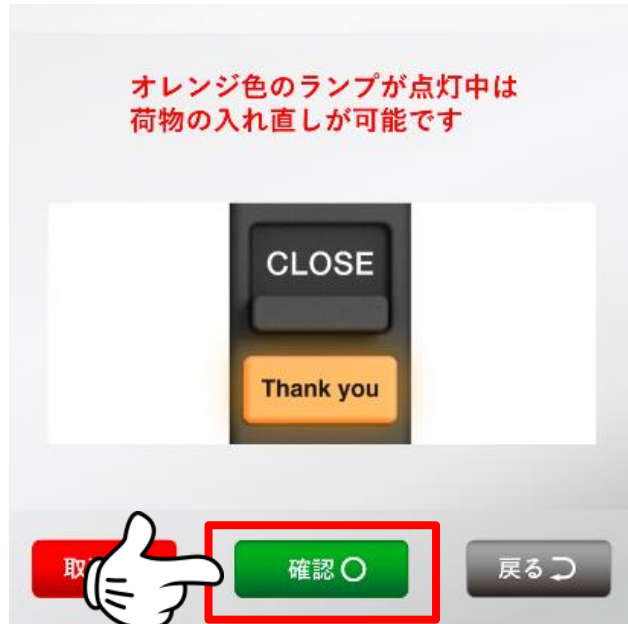 オレンジ色のランプが点灯中は
荷物の入れ直しが可能です
CLOSE
Thank you
取
確認○
戻る